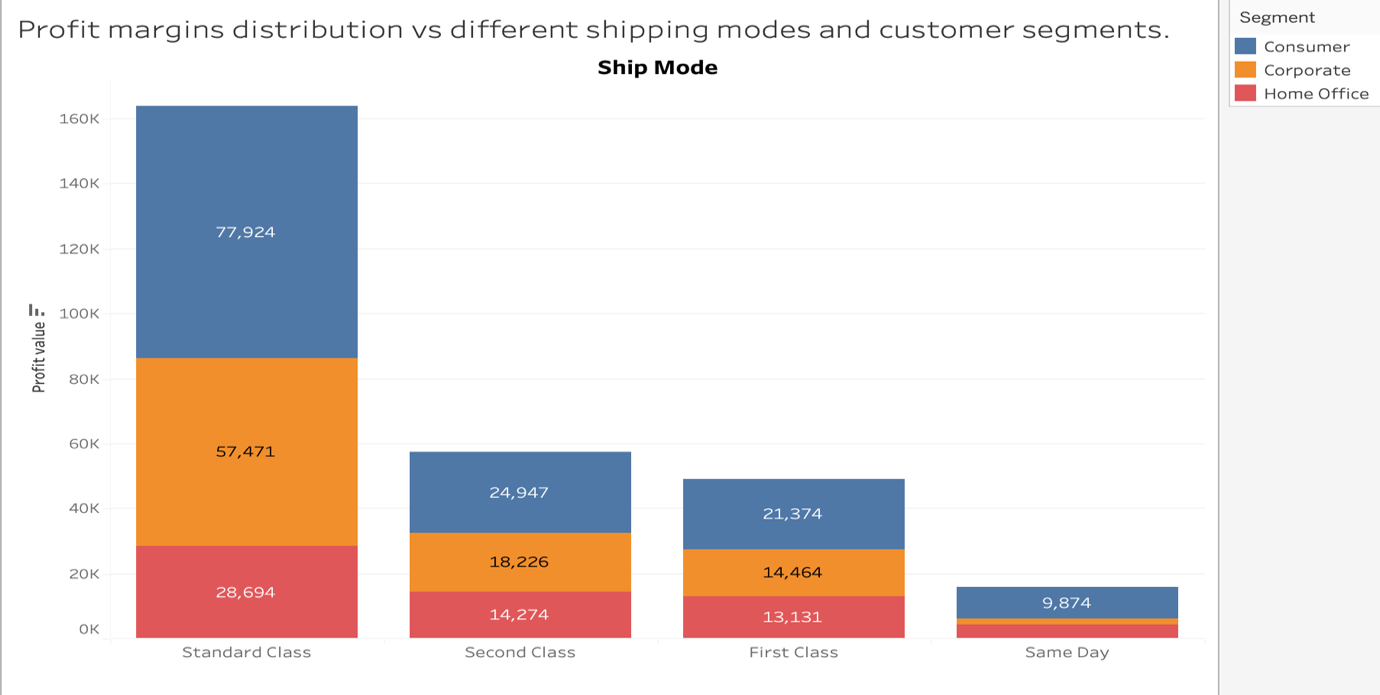 Profit margins distribution vs different shipping modes and customer segments.
Ship Mode
Segment
Consumer
Corporate
Home Office
Profit value
160K
140K
120K
100K
80K
60K
40K
20K
0K
77,924
57,471
28,694
24,947
18,226
14,274
21,374
14,464
13,131
9,874
Standard Class
Second Class
First Class
Same Day